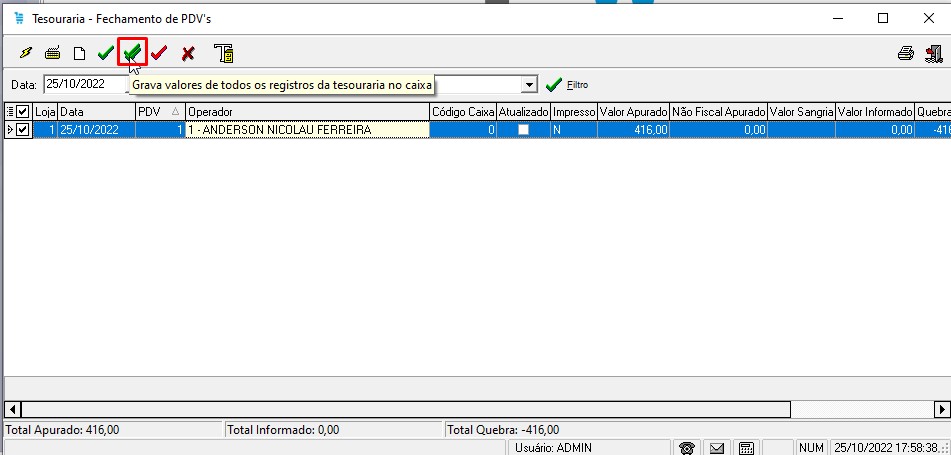 Tesouraria - Fechamento de PDV's
Data: 25/10/2022 Filtro
Grava valores de todos os registros da tesouraria no caixa
Loja Data PDV Operador Código Caixa Atualizado Impresso Valor Apurado Não Fiscal Apurado Valor Sangria Valor Informado Quebra
1 25/10/2022 1 1 - ANDERSON NICOLAU FERREIRA 0 N 416,00 0,00 0,00 -416
Total Apurado: 416,00 Total Informado: 0,00 Total Quebra: -416,00
Usuário: ADMIN NUM 25/10/2022 17:58:38